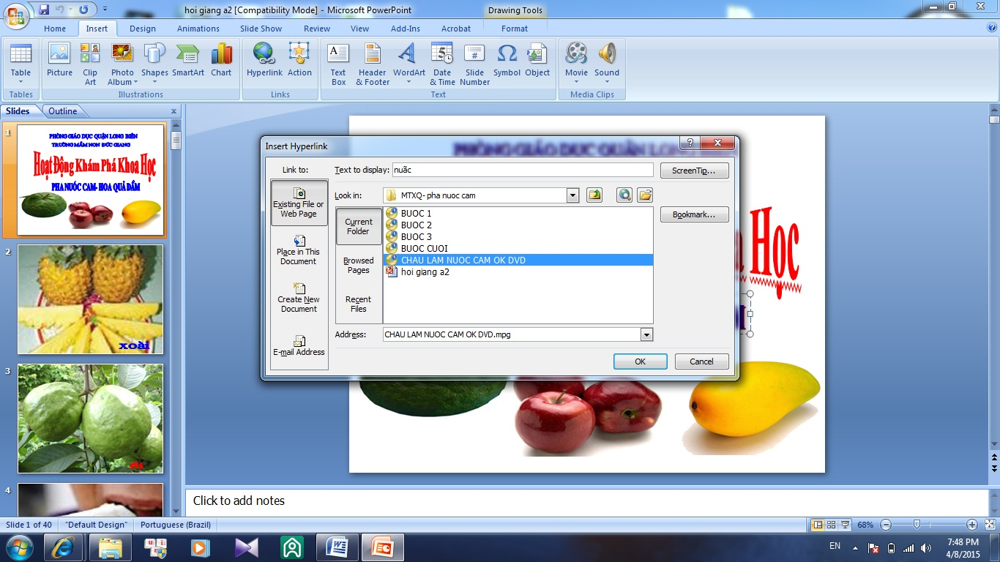 hoi giang a2 [Compatibility Mode] - Microsoft PowerPoint
Drawing Tools
Home Insert Design Animations Slide Show Review View Add-Ins Acrobat Format
Table Picture Clip Art Photo Album Shapes SmartArt Chart Hyperlink Action Text Box Header & Footer WordArt Date & Time Slide Number Symbol Object Movie Sound
Tables Illustrations Links Text Media Clips
Slides Outline
1
PHÒNG GIÁO DỤC QUẬN LONG BIÊN
TRƯỜNG MẦM NON ĐỨC GIANG
Hoạt Động Khám Phá Khoa Học
PHA NUÓC CAM- HOA QUẢ DẦM
2
xoài
3
ổi
4
PHÒNG GIÁO DỤC QUẬN LONG BIÊN
Học
Insert Hyperlink
Link to:
Text to display: nuãc
ScreenTip...
Existing File or Web Page
Look in: MTXQ- pha nuoc cam
Bookmark...
Current Folder
BUOC 1
BUOC 2
BUOC 3
BUOC CUOI
CHAU LAM NUOC CAM OK DVD
hoi giang a2
Place in This Document
Browsed Pages
Create New Document
Recent Files
E-mail Address
Address: CHAU LAM NUOC CAM OK DVD.mpg
OK Cancel
Click to add notes
Slide 1 of 40 "Default Design" Portuguese (Brazil) 68%
EN
7:48 PM
4/8/2015